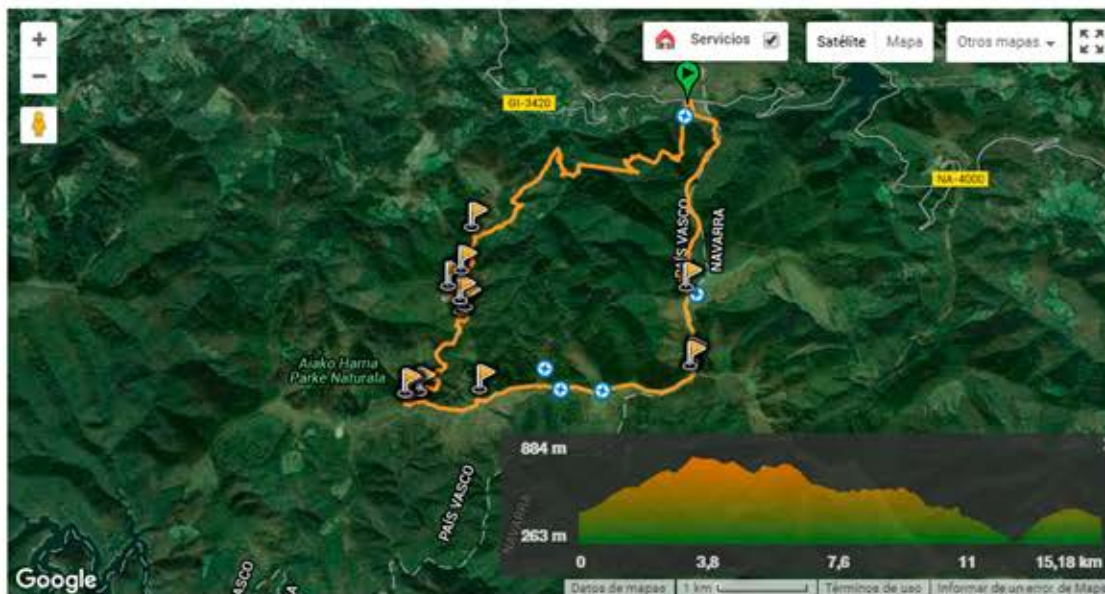 +
Servicios
Satélite Mapa
Otros mapas
−
GI-3420
NA-4000
PAÍS VASCO
NAVARRA
Aiako Harria
Parke Naturala
PAÍS VASCO
NAVARRA
VASCO
884 m
263 m
0 3,8 7,6 11 15,18 km
Google
Datos de mapas 1 km Términos de uso Informar de un error de Maps